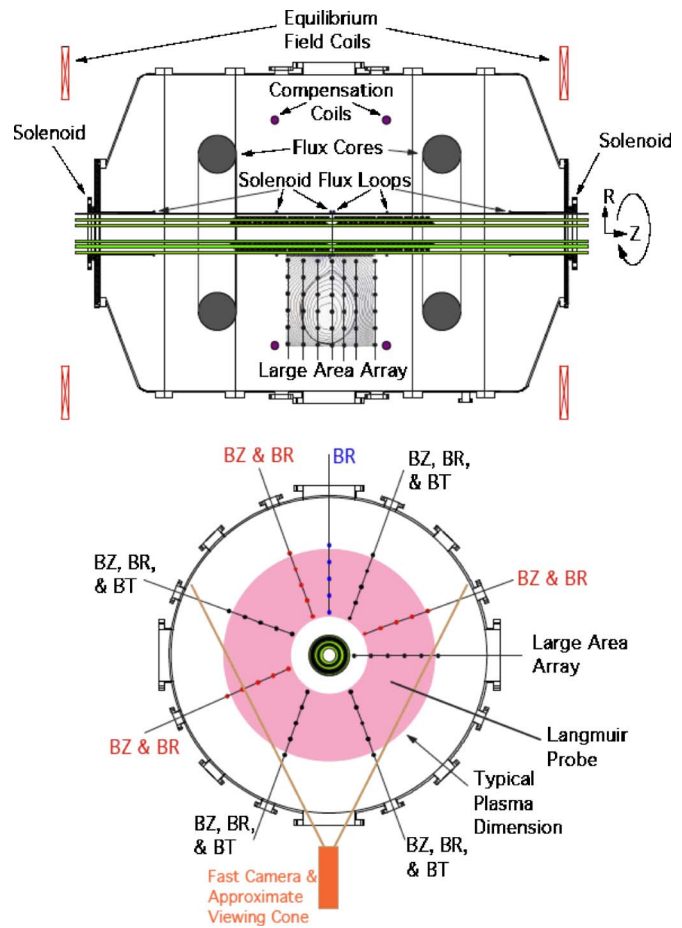 Equilibrium
Field Coils
Compensation
Coils
Solenoid
Solenoid
Flux Cores
Solenoid Flux Loops
R
Z
Large Area Array
BZ & BR
BR
BZ, BR,
& BT
BZ, BR,
& BT
BZ & BR
Large Area
Array
BZ & BR
Langmuir
Probe
Typical
Plasma
Dimension
BZ, BR,
& BT
BZ, BR,
& BT
Fast Camera &
Approximate
Viewing Cone